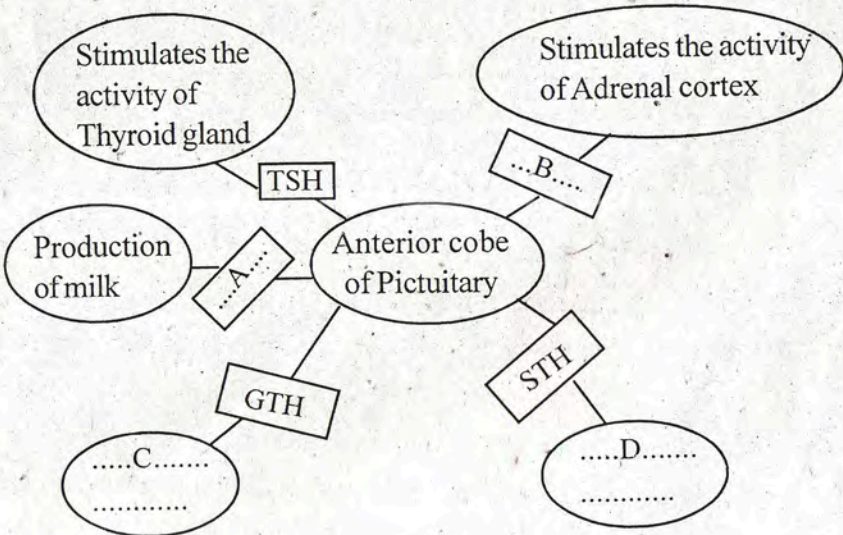 Stimulates the
activity of
Thyroid gland
Stimulates the activity
of Adrenal cortex
TSH
...B....
Production
of milk
...A....
Anterior cobe
of Pictuitary
GTH
STH
.....C.......
............
.....D.......
............